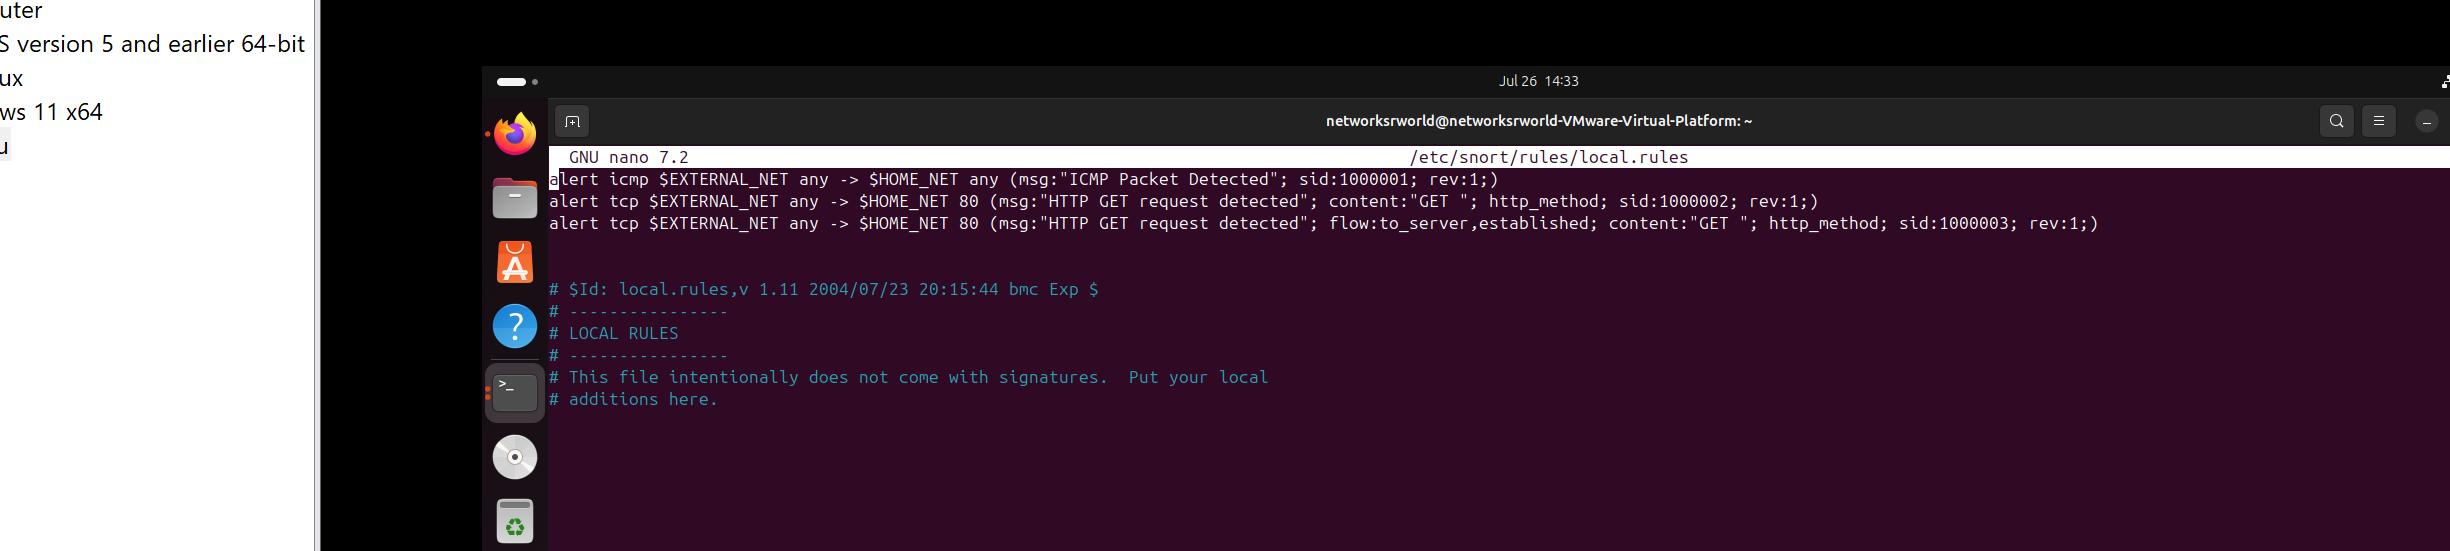 uter
S version 5 and earlier 64-bit
ux
ws 11 x64
u
Jul 26 14:33
networksrworld@networksrworld-VMware-Virtual-Platform: ~
GNU nano 7.2 /etc/snort/rules/local.rules
alert icmp $EXTERNAL_NET any -> $HOME_NET any (msg:"ICMP Packet Detected"; sid:1000001; rev:1;)
alert tcp $EXTERNAL_NET any -> $HOME_NET 80 (msg:"HTTP GET request detected"; content:"GET "; http_method; sid:1000002; rev:1;)
alert tcp $EXTERNAL_NET any -> $HOME_NET 80 (msg:"HTTP GET request detected"; flow:to_server,established; content:"GET "; http_method; sid:1000003; rev:1;)
# $Id: local.rules,v 1.11 2004/07/23 20:15:44 bmc Exp $
# ----------------
# LOCAL RULES
# ----------------
# This file intentionally does not come with signatures.  Put your local
# additions here.